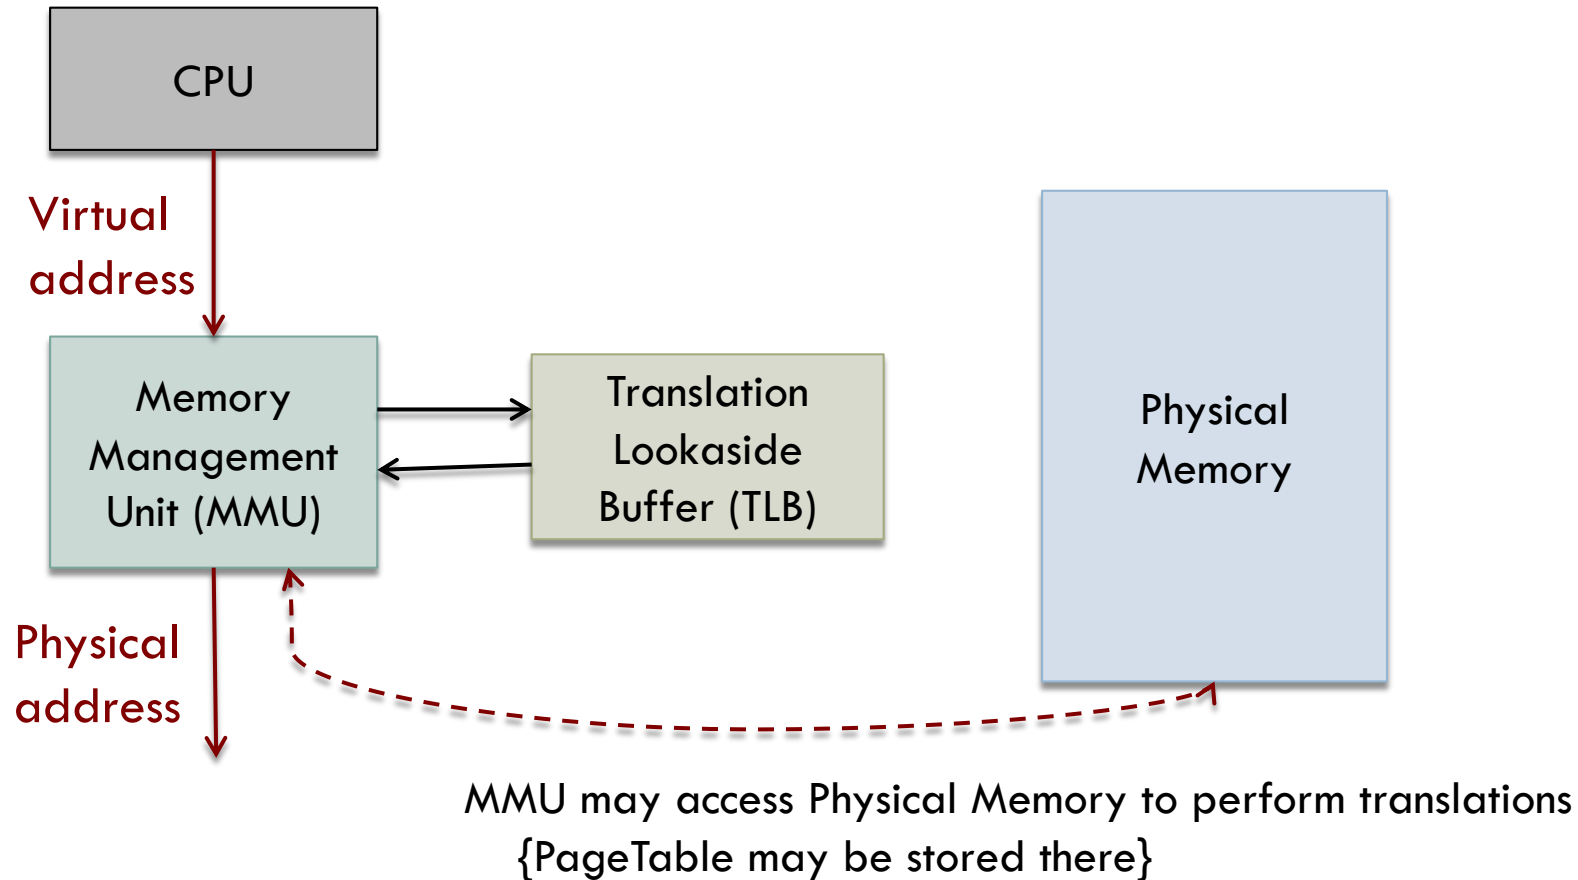 CPU
Virtual
address
Memory
Management
Unit (MMU)
Translation
Lookaside
Buffer (TLB)
Physical
Memory
Physical
address
MMU may access Physical Memory to perform translations
{PageTable may be stored there}